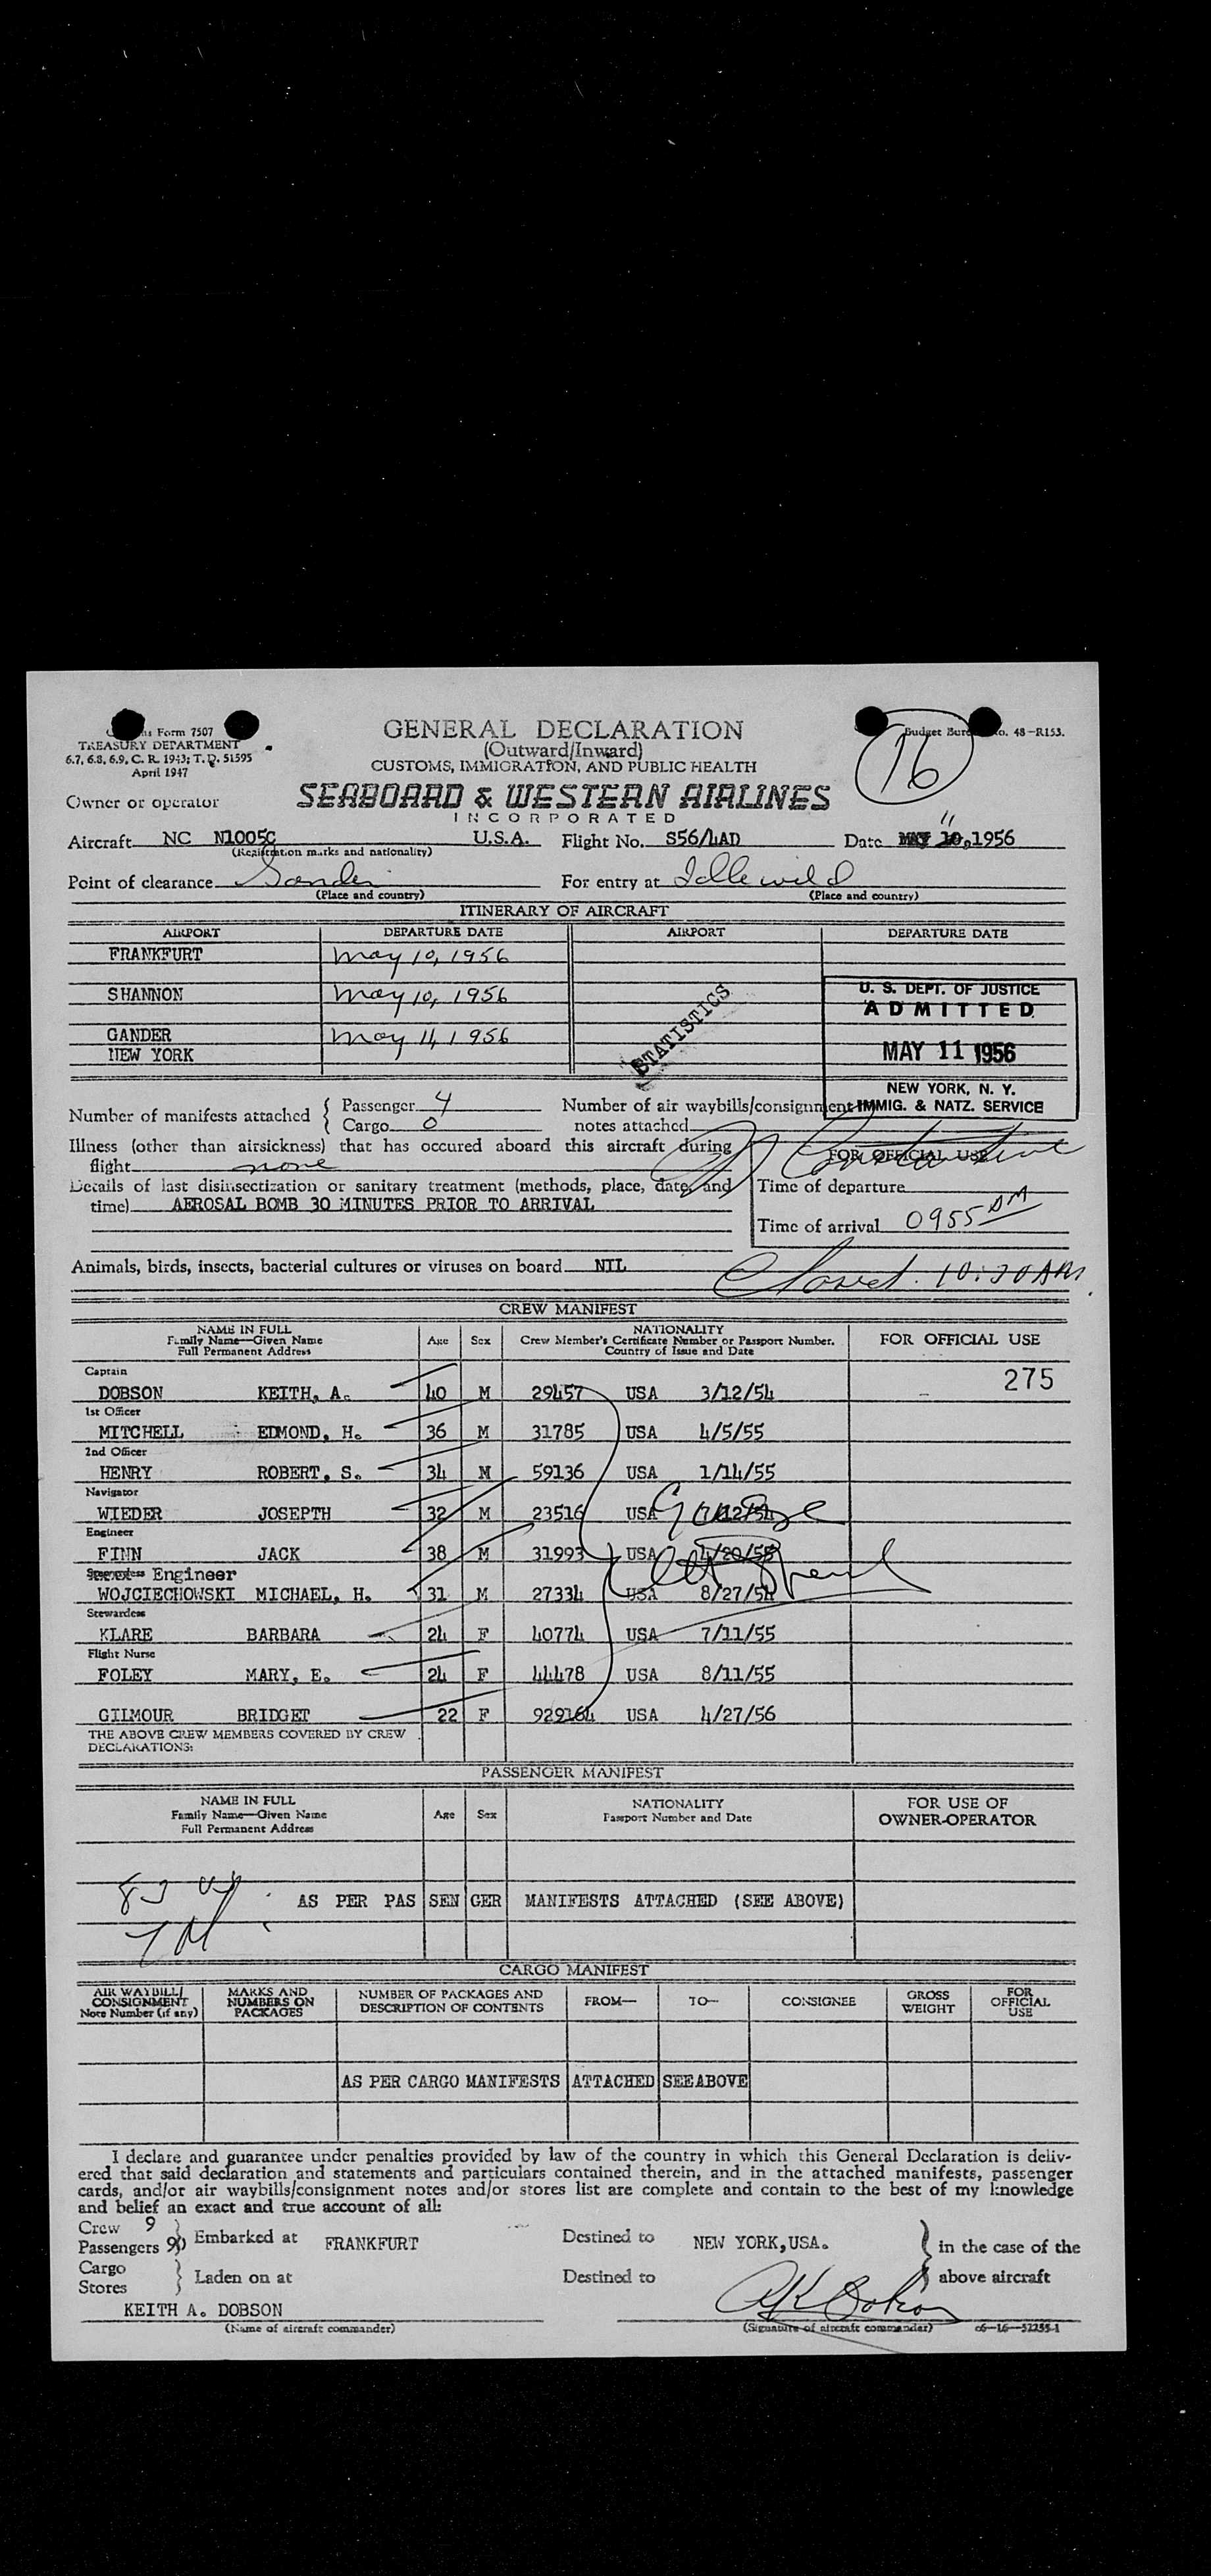 Form 7507
TREASURY DEPARTMENT
6.7, 6.8, 6.9, C. R. 1943; T. D. 51595
April 1947
GENERAL DECLARATION
(Outward/Inward)
CUSTOMS, IMMIGRATION, AND PUBLIC HEALTH
Budget Bureau No. 48-R153.
16
Owner or operator
SEABOARD & WESTERN AIRLINES
INCORPORATED
Aircraft NC N1005C U.S.A. Flight No. S56/4AD Date MAY 10, 11 1956
(Registration marks and nationality)
Point of clearance Gander For entry at Idlewild
(Place and country) (Place and country)
ITINERARY OF AIRCRAFT
AIRPORT DEPARTURE DATE AIRPORT DEPARTURE DATE
FRANKFURT May 10, 1956
SHANNON May 10, 1956
GANDER May 11, 1956
NEW YORK
STATISTICS
U. S. DEPT. OF JUSTICE
ADMITTED
MAY 11 1956
NEW YORK, N. Y.
IMMIG. & NATZ. SERVICE
Number of manifests attached { Passenger 4
Cargo 0
Number of air waybills/consignment
notes attached
Illness (other than airsickness) that has occured aboard this aircraft during
flight none
FOR OFFICIAL USE
Details of last disinsectization or sanitary treatment (methods, place, date, and
time) AEROSAL BOMB 30 MINUTES PRIOR TO ARRIVAL
Time of departure
Time of arrival 0955 AM
Animals, birds, insects, bacterial cultures or viruses on board NIL
Closed. 10:30 AM
CREW MANIFEST
NAME IN FULL
Family Name—Given Name
Full Permanent Address
Age Sex
NATIONALITY
Crew Member's Certificate Number or Passport Number.
Country of Issue and Date
FOR OFFICIAL USE
275
Captain
DOBSON KEITH, A. 40 M 29457 USA 3/12/54
1st Officer
MITCHELL EDMOND, H. 36 M 31785 USA 4/5/55
2nd Officer
HENRY ROBERT, S. 34 M 59136 USA 1/14/55
Navigator
WIEDER JOSEPTH 32 M 23516 USA 7/12/54
Engineer
FINN JACK 38 M 31993 USA /20/55
Engineer
WOJCIECHOWSKI MICHAEL, H. 31 M 27334 USA 8/27/54
Stewardess
KLARE BARBARA 24 F 40774 USA 7/11/55
Flight Nurse
FOLEY MARY, E. 24 F 44478 USA 8/11/55
GILMOUR BRIDGET 22 F 929164 USA 4/27/56
THE ABOVE CREW MEMBERS COVERED BY CREW
DECLARATIONS:
PASSENGER MANIFEST
NAME IN FULL
Family Name—Given Name
Full Permanent Address
Age Sex
NATIONALITY
Passport Number and Date
FOR USE OF
OWNER-OPERATOR
AS PER PAS SEN GER MANIFESTS ATTACHED (SEE ABOVE)
CARGO MANIFEST
AIR WAYBILL/
CONSIGNMENT
Note Number (if any)
MARKS AND
NUMBERS ON
PACKAGES
NUMBER OF PACKAGES AND
DESCRIPTION OF CONTENTS
FROM— TO— CONSIGNEE
GROSS
WEIGHT
FOR
OFFICIAL
USE
AS PER CARGO MANIFESTS ATTACHED SEE ABOVE
I declare and guarantee under penalties provided by law of the country in which this General Declaration is deliv-
ered that said declaration and statements and particulars contained therein, and in the attached manifests, passenger
cards, and/or air waybills/consignment notes and/or stores list are complete and contain to the best of my knowledge
and belief an exact and true account of all:
Crew 9
Passengers 90
Embarked at FRANKFURT Destined to NEW YORK, USA. in the case of the
Cargo
Stores
Laden on at Destined to above aircraft
KEITH A. DOBSON
(Name of aircraft commander) (Signature of aircraft commander) c6-16-52255-1